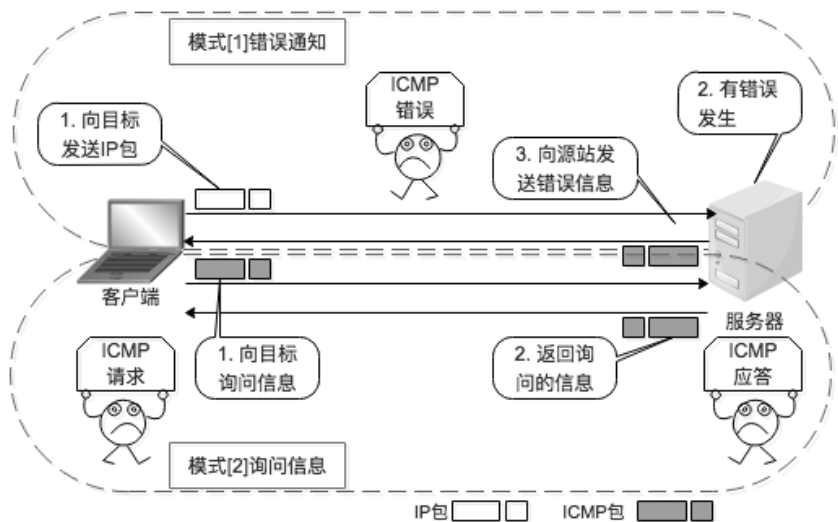 模式[1]错误通知
ICMP
错误
2. 有错误
发生
1. 向目标
发送IP包
3. 向源站发
送错误信息
客户端
服务器
ICMP
请求
1. 向目标
询问信息
2. 返回询
问的信息
ICMP
应答
模式[2]询问信息
IP包
ICMP包